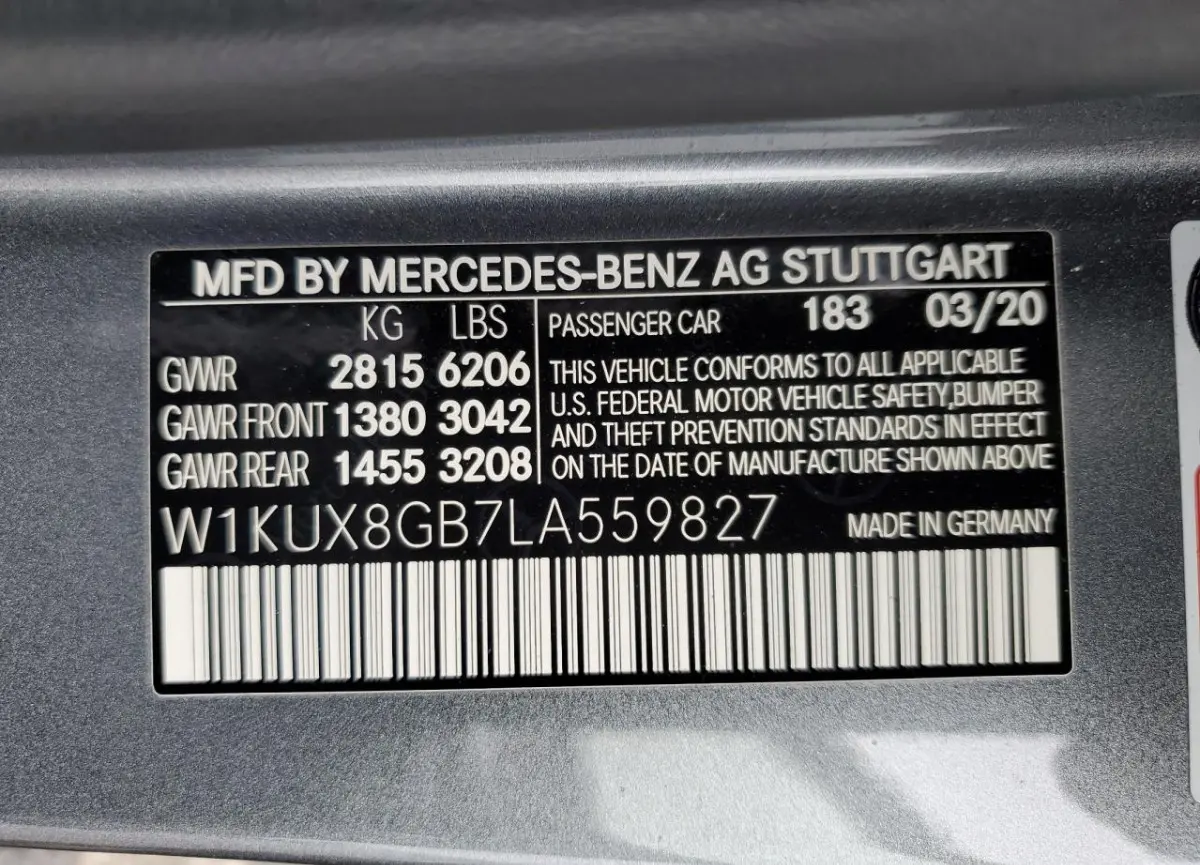 MFD BY MERCEDES-BENZ AG STUTTGART
KG LBS
GVWR 2815 6206
GAWR FRONT 1380 3042
GAWR REAR 1455 3208
PASSENGER CAR 183 03/20
THIS VEHICLE CONFORMS TO ALL APPLICABLE
U.S. FEDERAL MOTOR VEHICLE SAFETY,BUMPER
AND THEFT PREVENTION STANDARDS IN EFFECT
ON THE DATE OF MANUFACTURE SHOWN ABOVE
W1KUX8GB7LA559827 MADE IN GERMANY